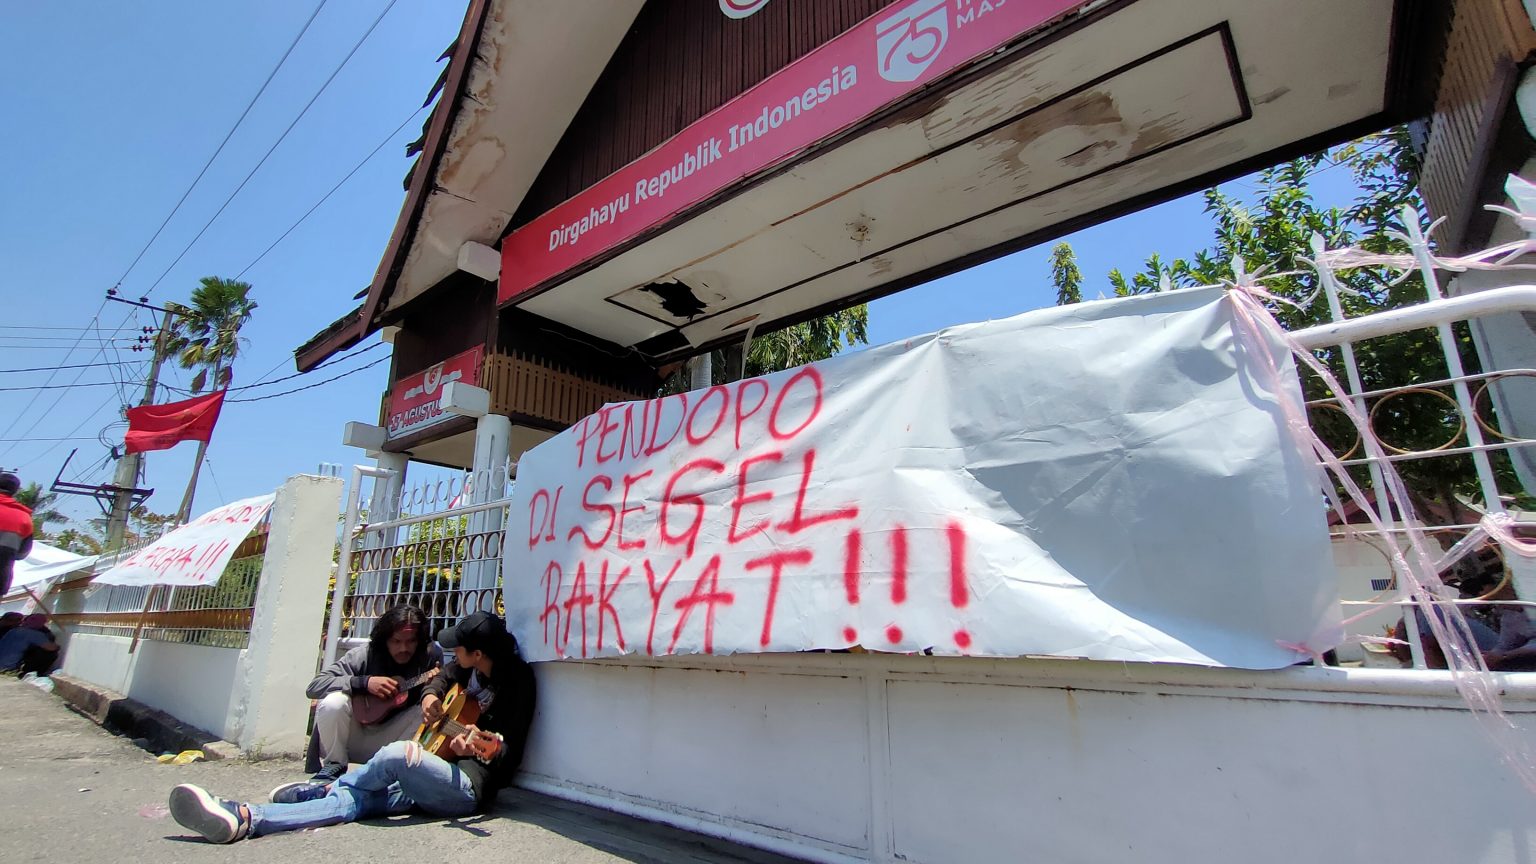 75
Dirgahayu Republik Indonesia
17 AGUSTUS
PENDOPO
DI SEGEL
RAKYAT !!!